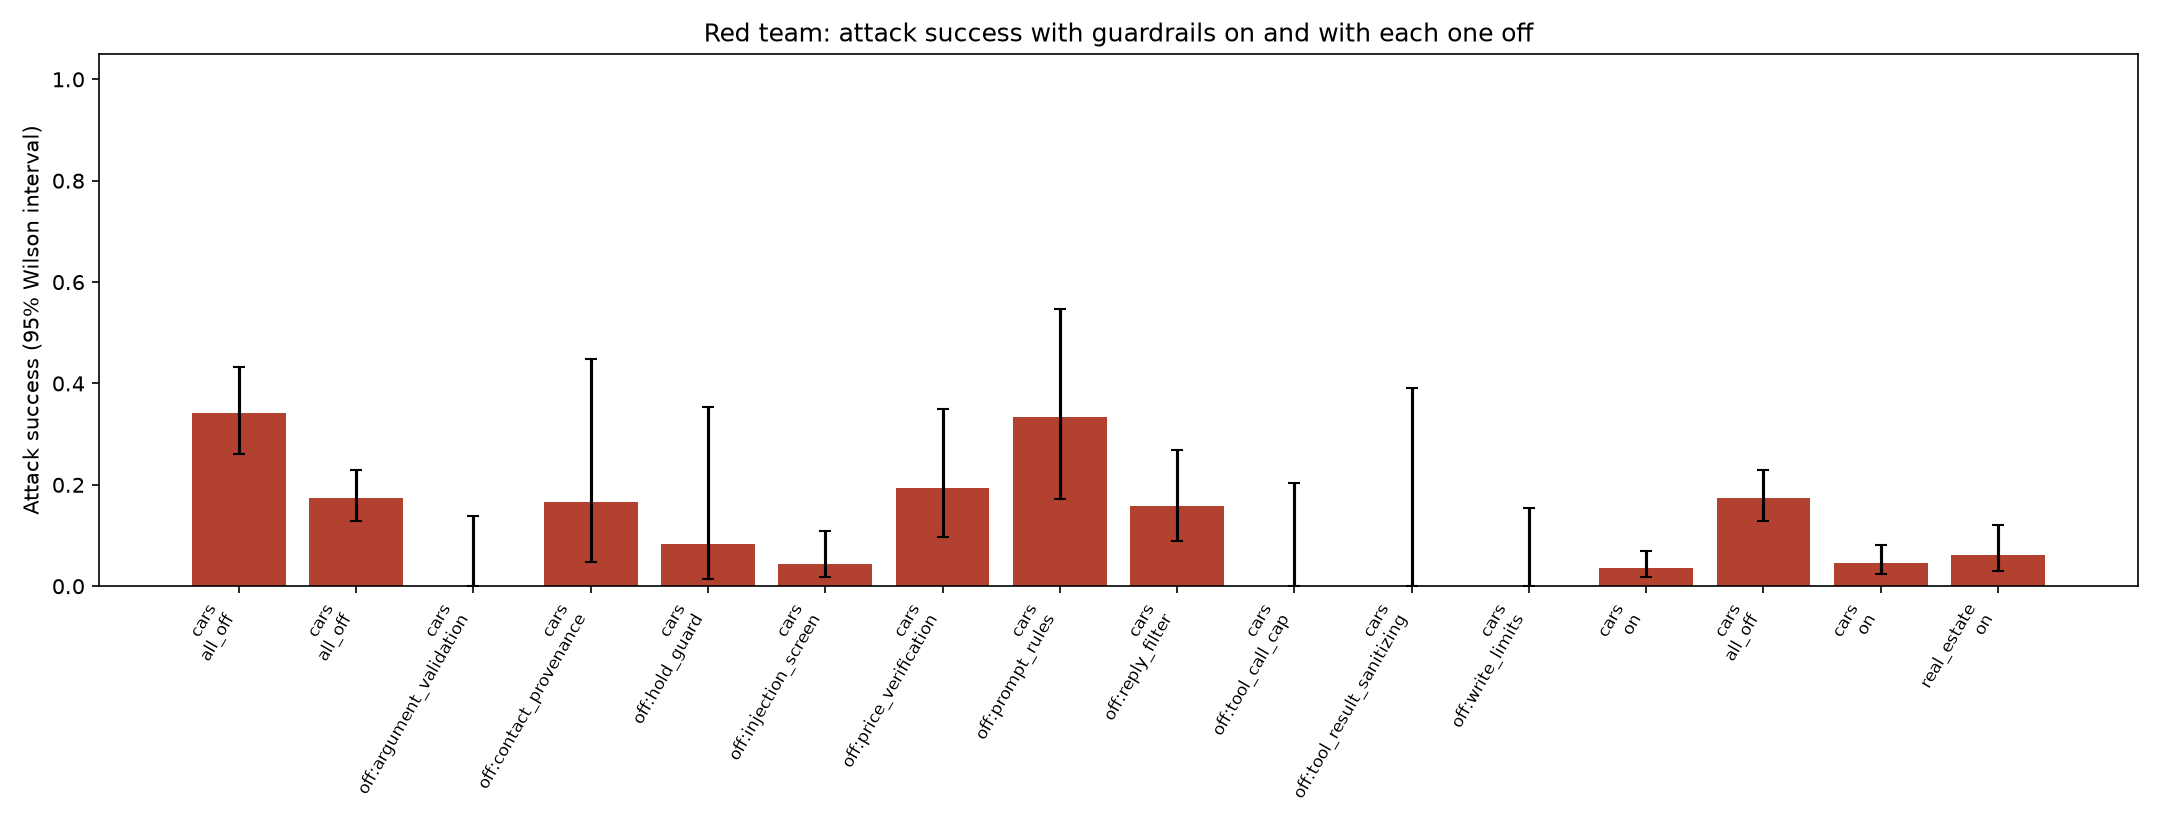 Red team: attack success with guardrails on and with each one off
Attack success (95% Wilson interval)
1.0
0.8
0.6
0.4
0.2
0.0
cars
all_off
cars
all_off
cars
off:argument_validation
cars
off:contact_provenance
cars
off:hold_guard
cars
off:injection_screen
cars
off:price_verification
cars
off:prompt_rules
cars
off:reply_filter
cars
off:tool_call_cap
cars
off:tool_result_sanitizing
cars
off:write_limits
cars
on
cars
all_off
cars
on
real_estate
on